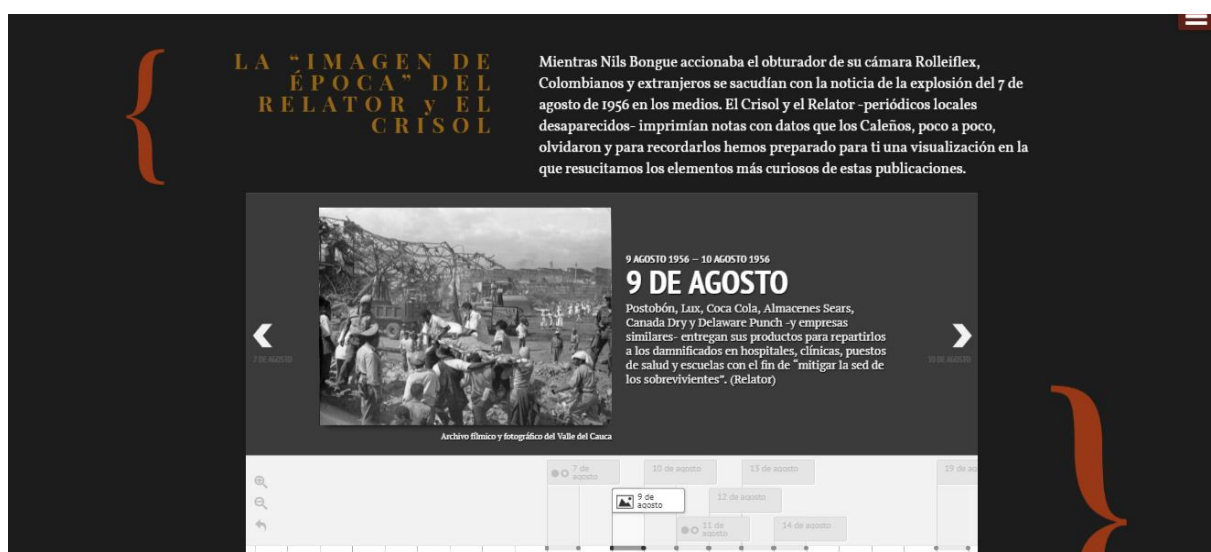 LA “IMAGEN DE
ÉPOCA” DEL
RELATOR y EL
CRISOL
Mientras Nils Bongue accionaba el obturador de su cámara Rolleiflex,
Colombianos y extranjeros se sacudían con la noticia de la explosión del 7 de
agosto de 1956 en los medios. El Crisol y el Relator -periódicos locales
desaparecidos- imprimían notas con datos que los Caleños, poco a poco,
olvidaron y para recordarlos hemos preparado para ti una visualización en la
que resucitamos los elementos más curiosos de estas publicaciones.
9 AGOSTO 1956 – 10 AGOSTO 1956
9 DE AGOSTO
Postobón, Lux, Coca Cola, Almacenes Sears,
Canada Dry y Delaware Punch -y empresas
similares- entregan sus productos para repartirlos
a los damnificados en hospitales, clínicas, puestos
de salud y escuelas con el fin de “mitigar la sed de
los sobrevivientes”. (Relator)
7 DE AGOSTO
10 DE AGOSTO
Archivo fílmico y fotográfico del Valle del Cauca
7 de
agosto
10 de agosto
13 de agosto
19 de ag
9 de
agosto
12 de agosto
11 de
agosto
14 de agosto